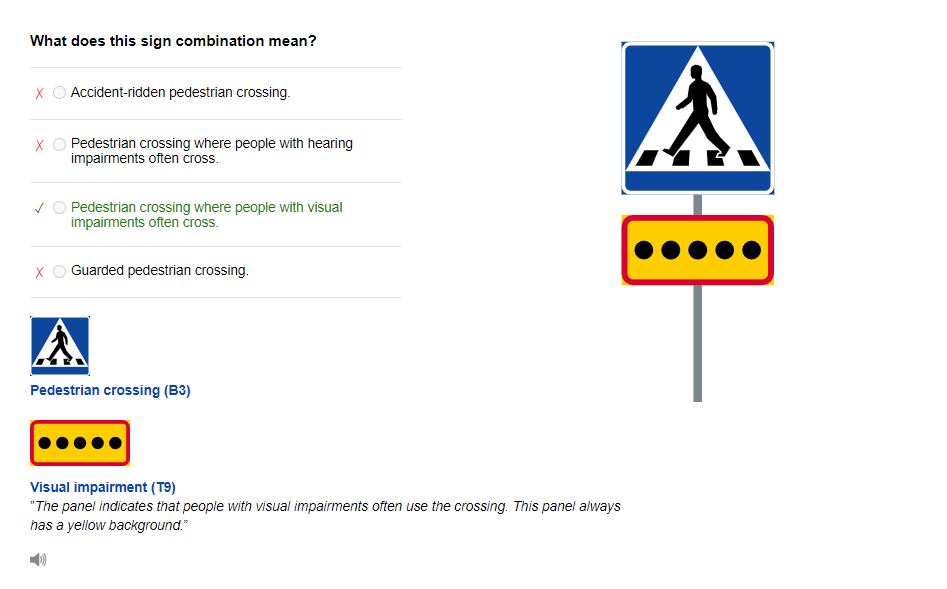 What does this sign combination mean?
Accident-ridden pedestrian crossing.
Pedestrian crossing where people with hearing
impairments often cross.
Pedestrian crossing where people with visual
impairments often cross.
Guarded pedestrian crossing.
Pedestrian crossing (B3)
Visual impairment (T9)
"The panel indicates that people with visual impairments often use the crossing. This panel always
has a yellow background."